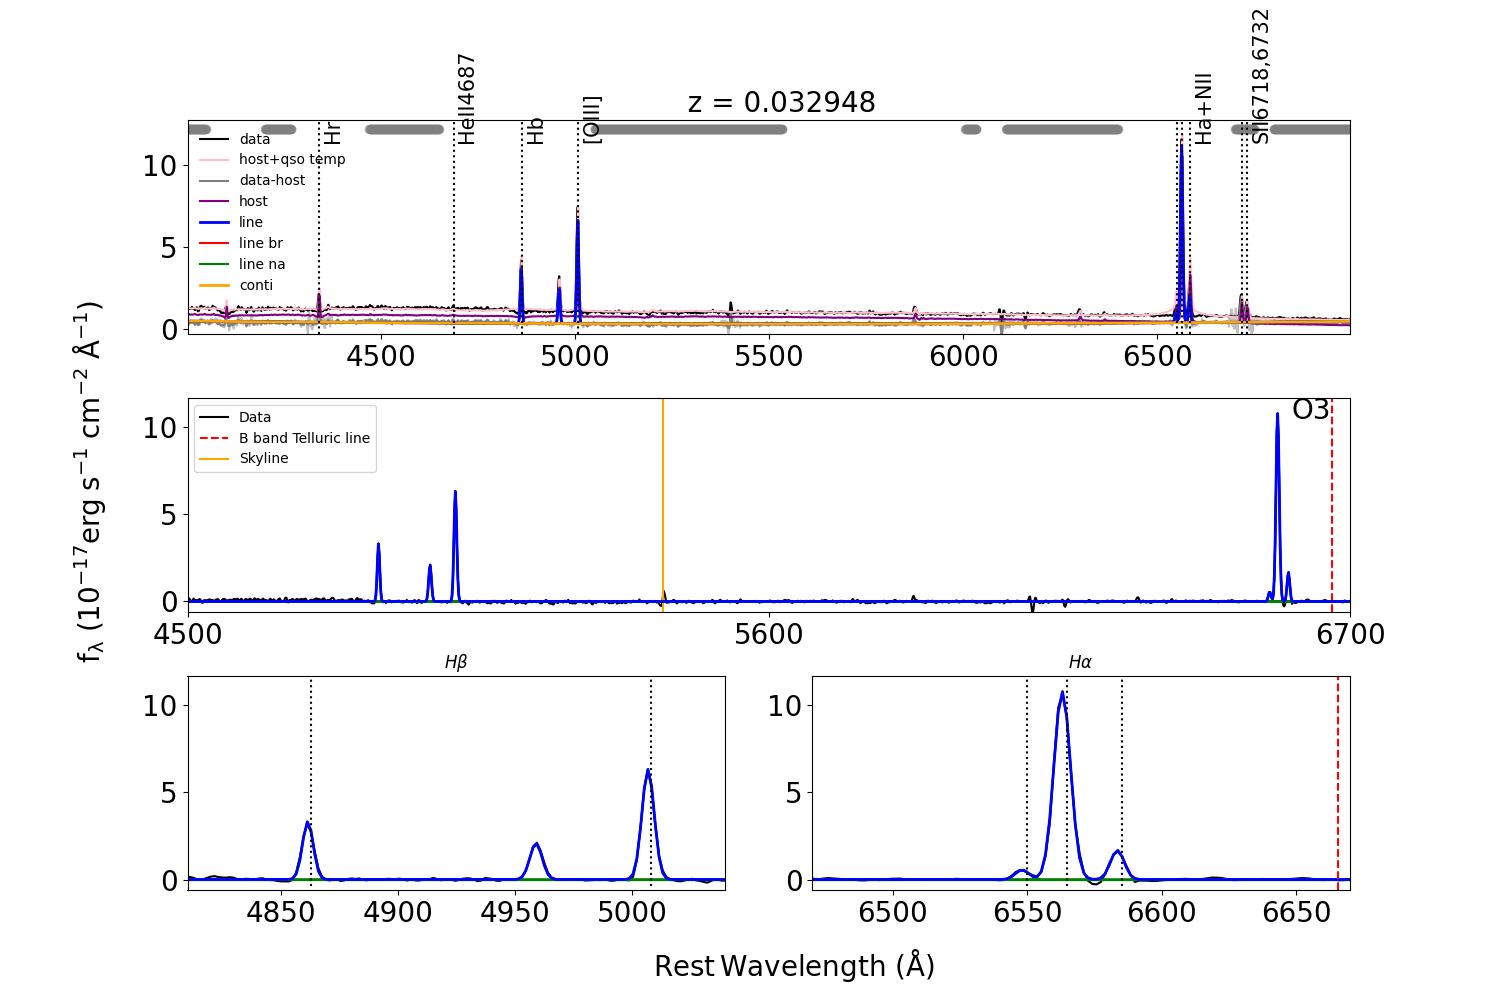 z = 0.032948
Hr
HeII4687
Hb
[OIII]
Ha+NII
SII6718,6732
data
host+qso temp
data-host
host
line
line br
line na
conti
10
5
0
4500
5000
5500
6000
6500
Data
B band Telluric line
Skyline
O3
10
5
0
4500
5600
6700
fλ (10⁻¹⁷erg s⁻¹ cm⁻² Å⁻¹)
Hβ
10
5
0
4850
4900
4950
5000
Hα
10
5
0
6500
6550
6600
6650
Rest Wavelength (Å)